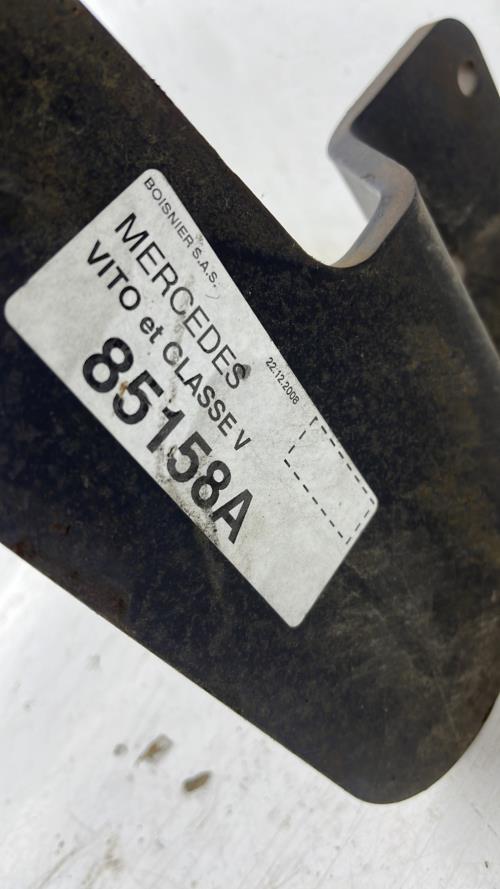 BOISNIER S.A.S.
MERCEDES
VITO et CLASSE V
22.12.2008
85158A